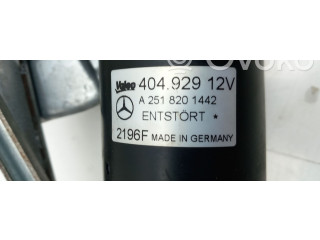 Valeo 404.929 12V
A 251 820 1442
ENTSTÖRT *
2196F MADE IN GERMANY